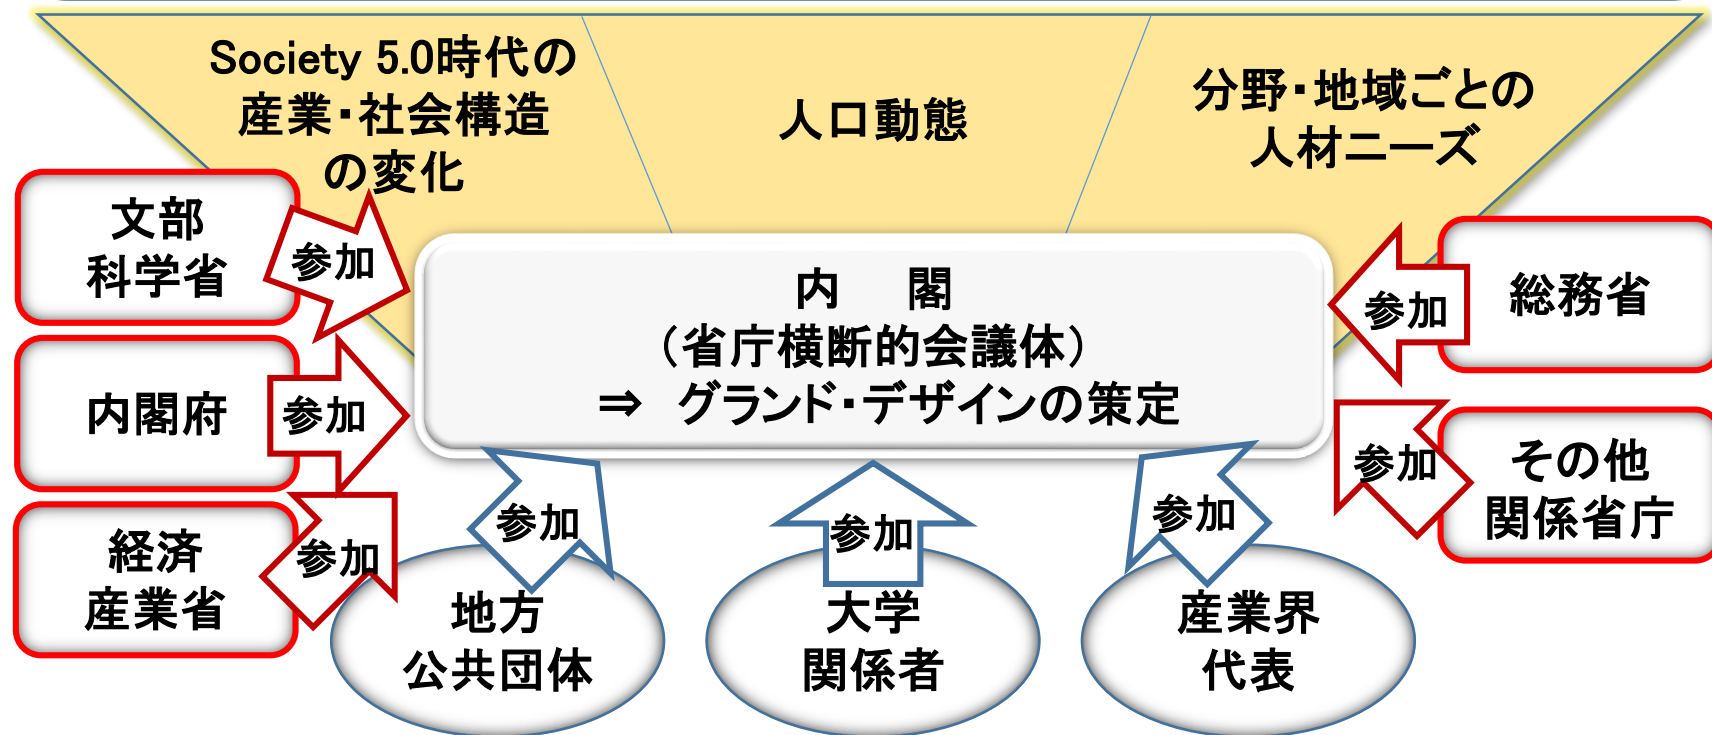 Society 5.0時代の
産業・社会構造
の変化
人口動態
分野・地域ごとの
人材ニーズ
文部
科学省
参加
内閣府
参加
経済
産業省
参加
内　閣
（省庁横断的会議体）
⇒ グランド・デザインの策定
参加
総務省
参加
その他
関係省庁
参加
地方
公共団体
参加
大学
関係者
参加
産業界
代表